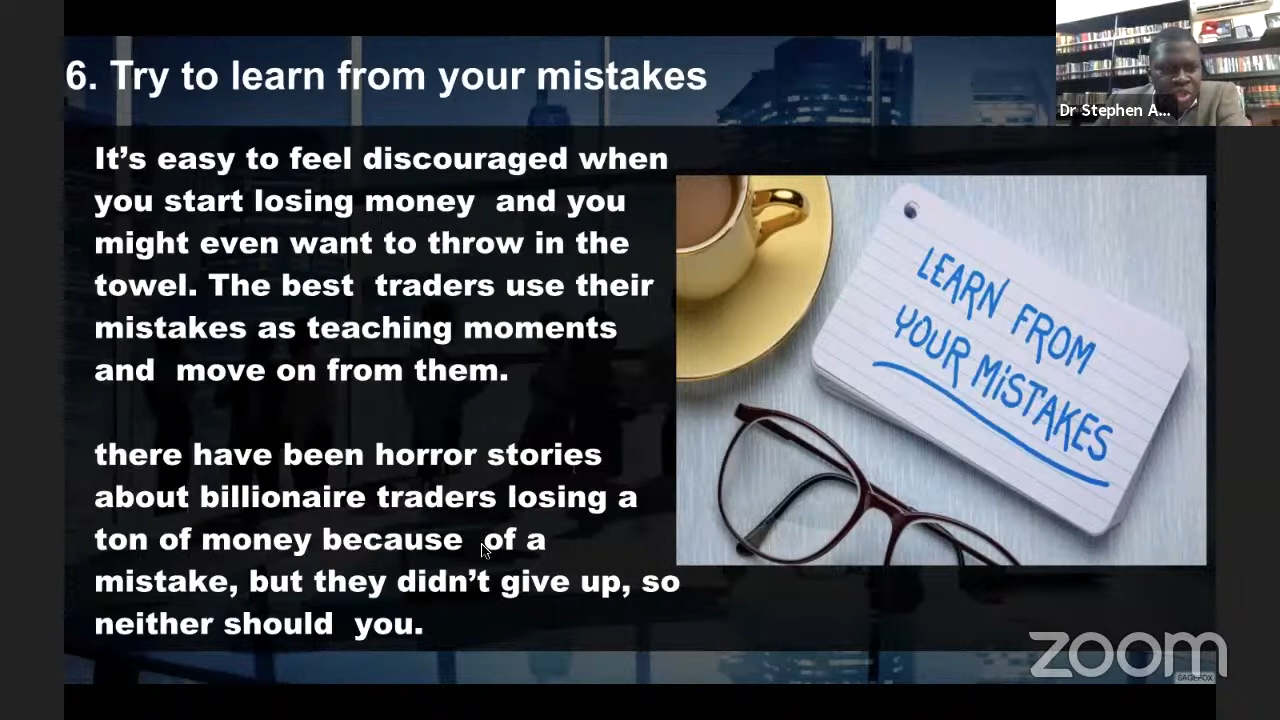 6. Try to learn from your mistakes
Dr Stephen A...
It's easy to feel discouraged when
you start losing money and you
might even want to throw in the
towel. The best traders use their
mistakes as teaching moments
and move on from them.
there have been horror stories
about billionaire traders losing a
ton of money because of a
mistake, but they didn't give up, so
neither should you.
LEARN FROM
YOUR MiSTAKES
zoom
SAGEFOX